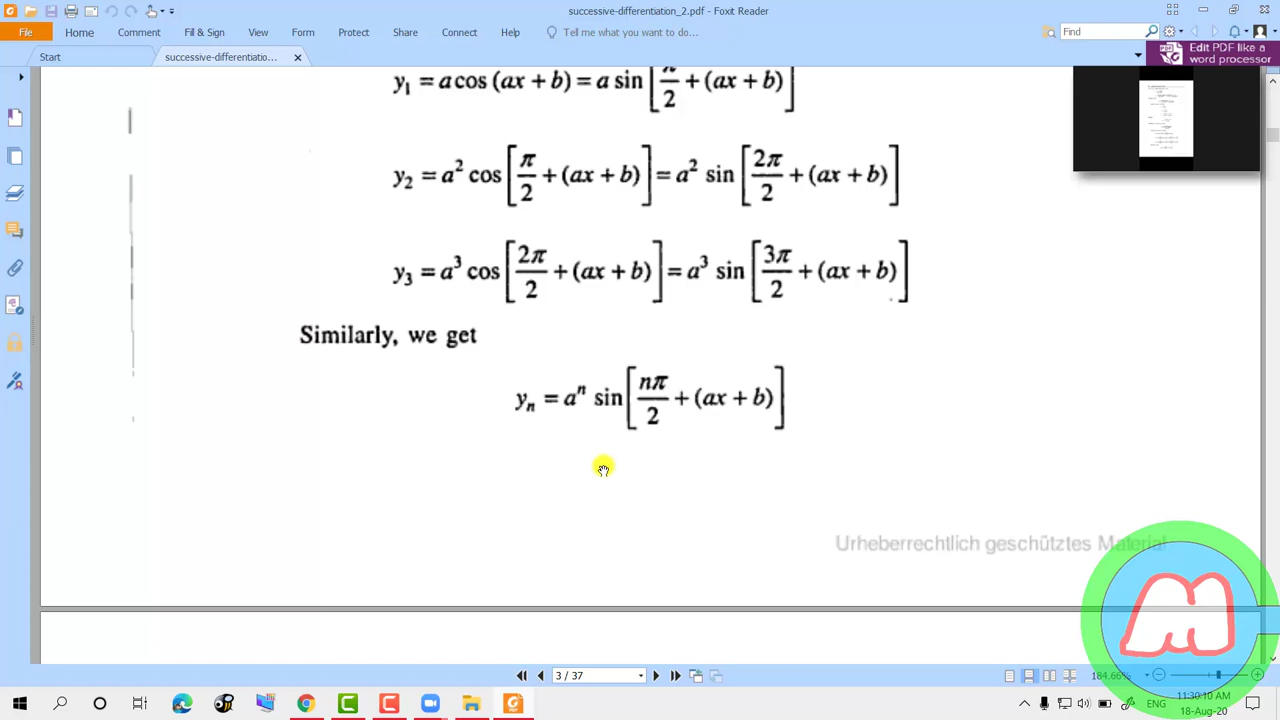 successive-differentiation_2.pdf - Foxit Reader
File Home Comment Fill & Sign View Form Protect Share Connect Help Tell me what you want to do... Find
Start successive-differentiatio... Edit PDF like a
word processor
y₁ = a cos (ax + b) = a sin [π/2 + (ax + b)]
y₂ = a² cos [π/2 + (ax + b)] = a² sin [2π/2 + (ax + b)]
y₃ = a³ cos [2π/2 + (ax + b)] = a³ sin [3π/2 + (ax + b)]
Similarly, we get
yₙ = aⁿ sin [nπ/2 + (ax + b)]
Urheberrechtlich geschütztes Material
3 / 37 184.66%
ENG 11:30:10 AM
18-Aug-20